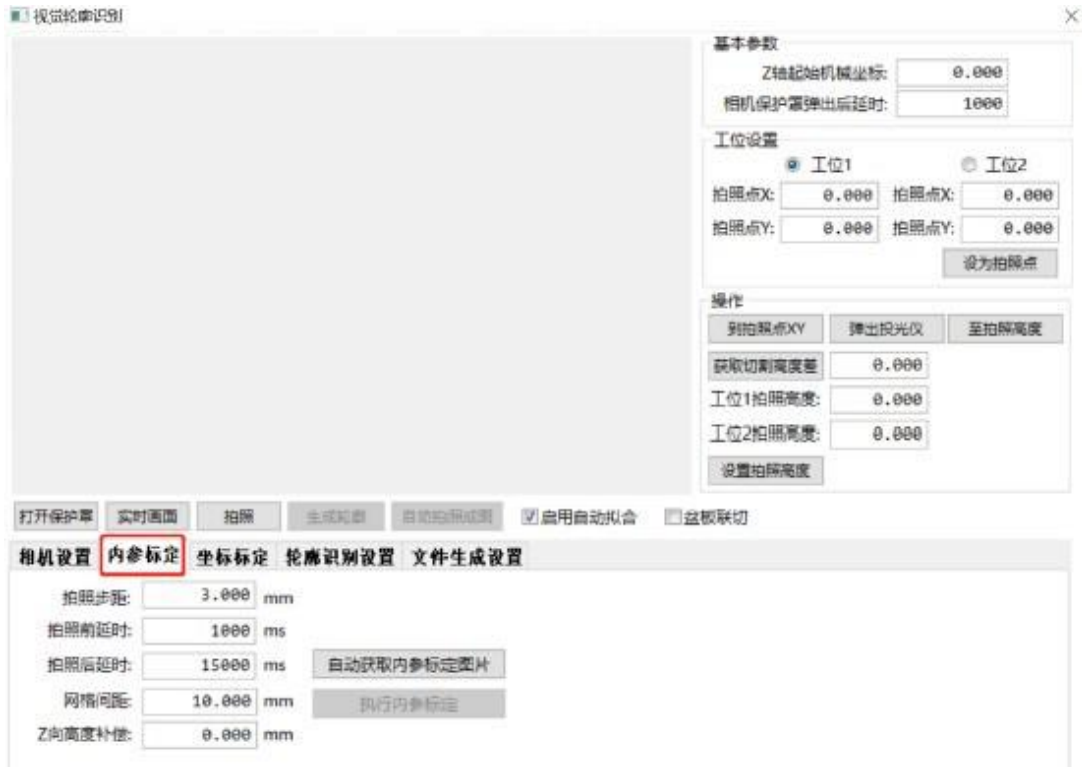 视觉轮廓识别
基本参数
Z轴起始机械坐标: 0.000
相机保护罩弹出后延时: 1000
工位设置
工位1 工位2
拍照点X: 0.000 拍照点X: 0.000
拍照点Y: 0.000 拍照点Y: 0.000
设为拍照点
操作
到拍照点XY 弹出投光仪 至拍照高度
获取切割高度差 0.000
工位1拍照高度: 0.000
工位2拍照高度: 0.000
设置拍照高度
打开保护罩 实时画面 拍照 生成轮廓 自动拍照成图 启用自动拟合 盆板联切
相机设置 内参标定 坐标标定 轮廓识别设置 文件生成设置
拍照步距: 3.000 mm
拍照前延时: 1000 ms
拍照后延时: 15000 ms 自动获取内参标定图片
网格间距: 10.000 mm 执行内参标定
Z向高度补偿: 0.000 mm